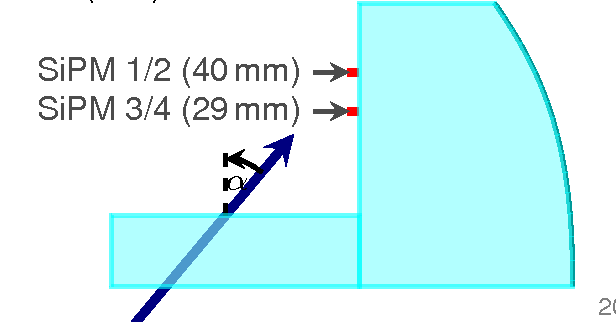 SiPM 1/2 (40 mm)
SiPM 3/4 (29 mm)
α